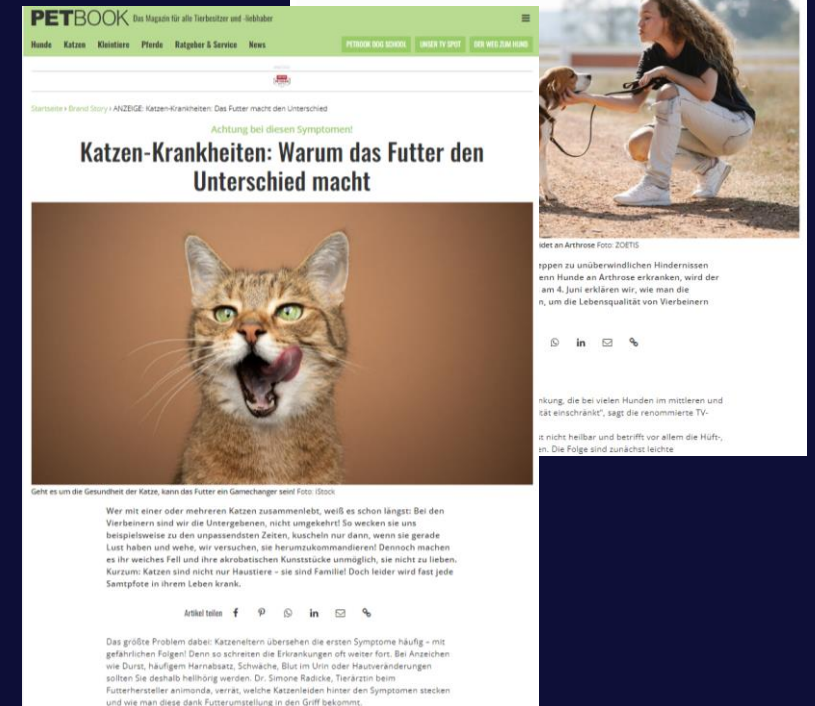 PETBOOK Das Magazin für alle Tierbesitzer und -liebhaber
Hunde Katzen Kleintiere Pferde Ratgeber & Service News
PETBOOK DOG SCHOOL UNSER TV SPOT DER WEG ZUM HUND
Startseite › Brand Story › ANZEIGE: Katzen-Krankheiten: Das Futter macht den Unterschied
Achtung bei diesen Symptomen!
Katzen-Krankheiten: Warum das Futter den
Unterschied macht
Geht es um die Gesundheit der Katze, kann das Futter ein Gamechanger sein! Foto: iStock
Wer mit einer oder mehreren Katzen zusammenlebt, weiß es schon längst: Bei den
Vierbeinern sind wir die Untergebenen, nicht umgekehrt! So wecken sie uns
beispielsweise zu den unpassendsten Zeiten, kuscheln nur dann, wenn sie gerade
Lust haben und wehe, wir versuchen, sie herumzukommandieren! Dennoch machen
es ihr weiches Fell und ihre akrobatischen Kunststücke unmöglich, sie nicht zu lieben.
Kurzum: Katzen sind nicht nur Haustiere – sie sind Familie! Doch leider wird fast jede
Samtpfote in ihrem Leben krank.
Artikel teilen
Das größte Problem dabei: Katzeneltern übersehen die ersten Symptome häufig – mit
gefährlichen Folgen! Denn so schreiten die Erkrankungen oft weiter fort. Bei Anzeichen
wie Durst, häufigem Harnabsatz, Schwäche, Blut im Urin oder Hautveränderungen
sollten Sie deshalb hellhörig werden. Dr. Simone Radicke, Tierärztin beim
Futterhersteller animonda, verrät, welche Katzenleiden hinter den Symptomen stecken
und wie man diese dank Futterumstellung in den Griff bekommt.
idet an Arthrose Foto: ZOETIS
eppen zu unüberwindlichen Hindernissen
enn Hunde an Arthrose erkranken, wird der
am 4. Juni erklären wir, wie man die
n, um die Lebensqualität von Vierbeinern
nkung, die bei vielen Hunden im mittleren und
tät einschränkt", sagt die renommierte TV-
st nicht heilbar und betrifft vor allem die Hüft-,
en. Die Folge sind zunächst leichte